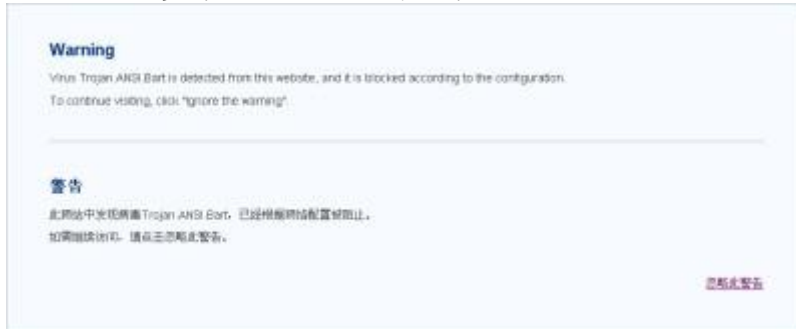 Warning
Virus Trojan ANSI.Bart is detected from this website, and it is blocked according to the configuration.
To continue visiting, click "Ignore the warning".
警告
此网站中发现病毒Trojan ANSI.Bart，已经根据网站配置被阻止。
如需继续访问，请点击忽略此警告。
忽略此警告